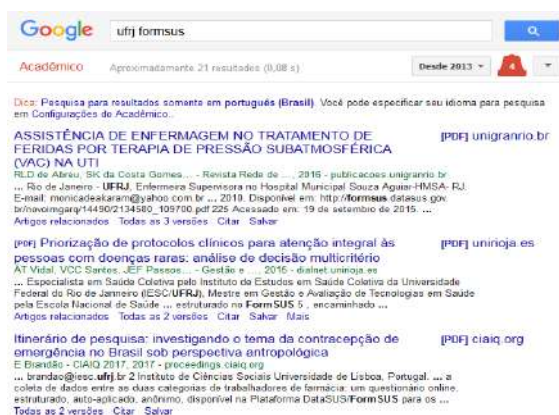 Google
ufrj formsus
Acadêmico
Aproximadamente 21 resultados (0,08 s)
Desde 2013
4
Dica: Pesquisa para resultados somente em português (Brasil). Você pode especificar seu idioma para pesquisa
em Configurações do Acadêmico..
ASSISTÊNCIA DE ENFERMAGEM NO TRATAMENTO DE
[PDF] unigranrio.br
FERIDAS POR TERAPIA DE PRESSÃO SUBATMOSFÉRICA
(VAC) NA UTI
RLD de Abreu, SK da Costa Gomes... - Revista Rede de ..., 2016 - publicacoes.unigranrio.br
... Rio de Janeiro - UFRJ, Enfermeira Supervisora no Hospital Municipal Souza Aguiar-HMSA- RJ.
E-mail: monicadeakaram@yahoo.com.br ... 2010. Disponível em: http://formsus.datasus.gov.
br/novoimgarq/14490/2134580_109700.pdf 225 Acessado em: 19 de setembro de 2015. ...
Artigos relacionados Todas as 3 versões Citar Salvar
[PDF] Priorização de protocolos clínicos para atenção integral às
[PDF] unirioja.es
pessoas com doenças raras: análise de decisão multicritério
AT Vidal, VCC Santos, JEF Passos... - Gestão e ..., 2016 - dialnet.unirioja.es
... Especialista em Saúde Coletiva pelo Instituto de Estudos em Saúde Coletiva da Universidade
Federal do Rio de Janneiro (IESC/UFRJ), Mestre em Gestão e Avaliação de Tecnologias em Saúde
pela Escola Nacional de Saúde ... estruturado no FormSUS 5 , encaminhado ...
Artigos relacionados Todas as 2 versões Citar Salvar Mais
Itinerário de pesquisa: investigando o tema da contracepção de
[PDF] ciaiq.org
emergência no Brasil sob perspectiva antropológica
E Brandão - CIAIQ 2017, 2017 - proceedings.ciaiq.org
... brandao@iesc.ufrj.br 2 Instituto de Ciências Sociais Universidade de Lisboa, Portugal. ... a
coleta de dados entre as duas categorias de trabalhadores de farmácia: um questionário online,
estruturado, auto-aplicado, anônimo, disponível na Plataforma DataSUS/FormSUS para os ...
Todas as 2 versões Citar Salvar